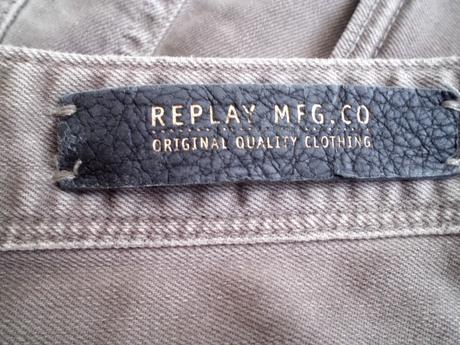 REPLAY MFG.CO
ORIGINAL QUALITY CLOTHING